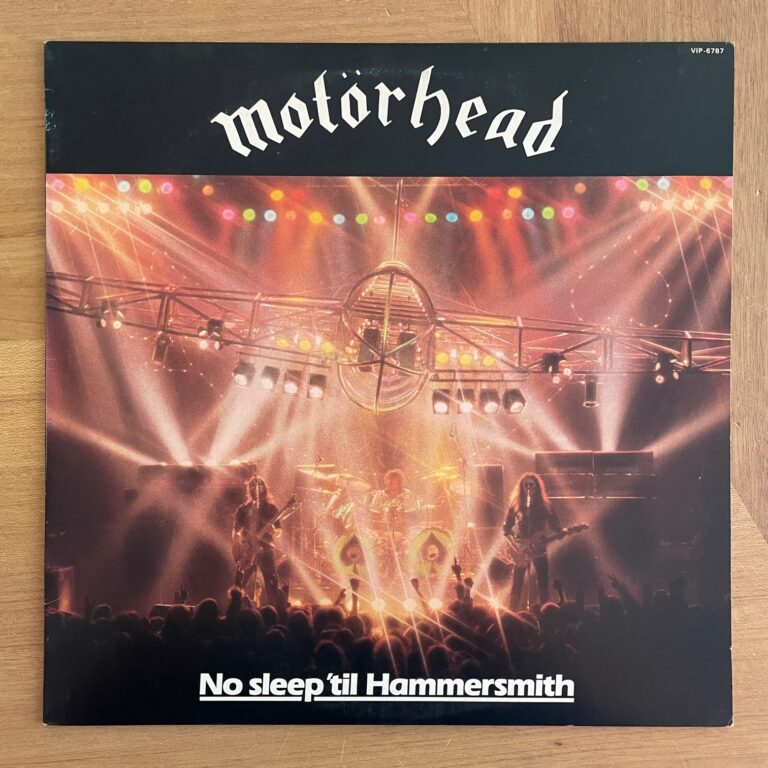 VIP-6787
motörhead
No sleep 'til Hammersmith